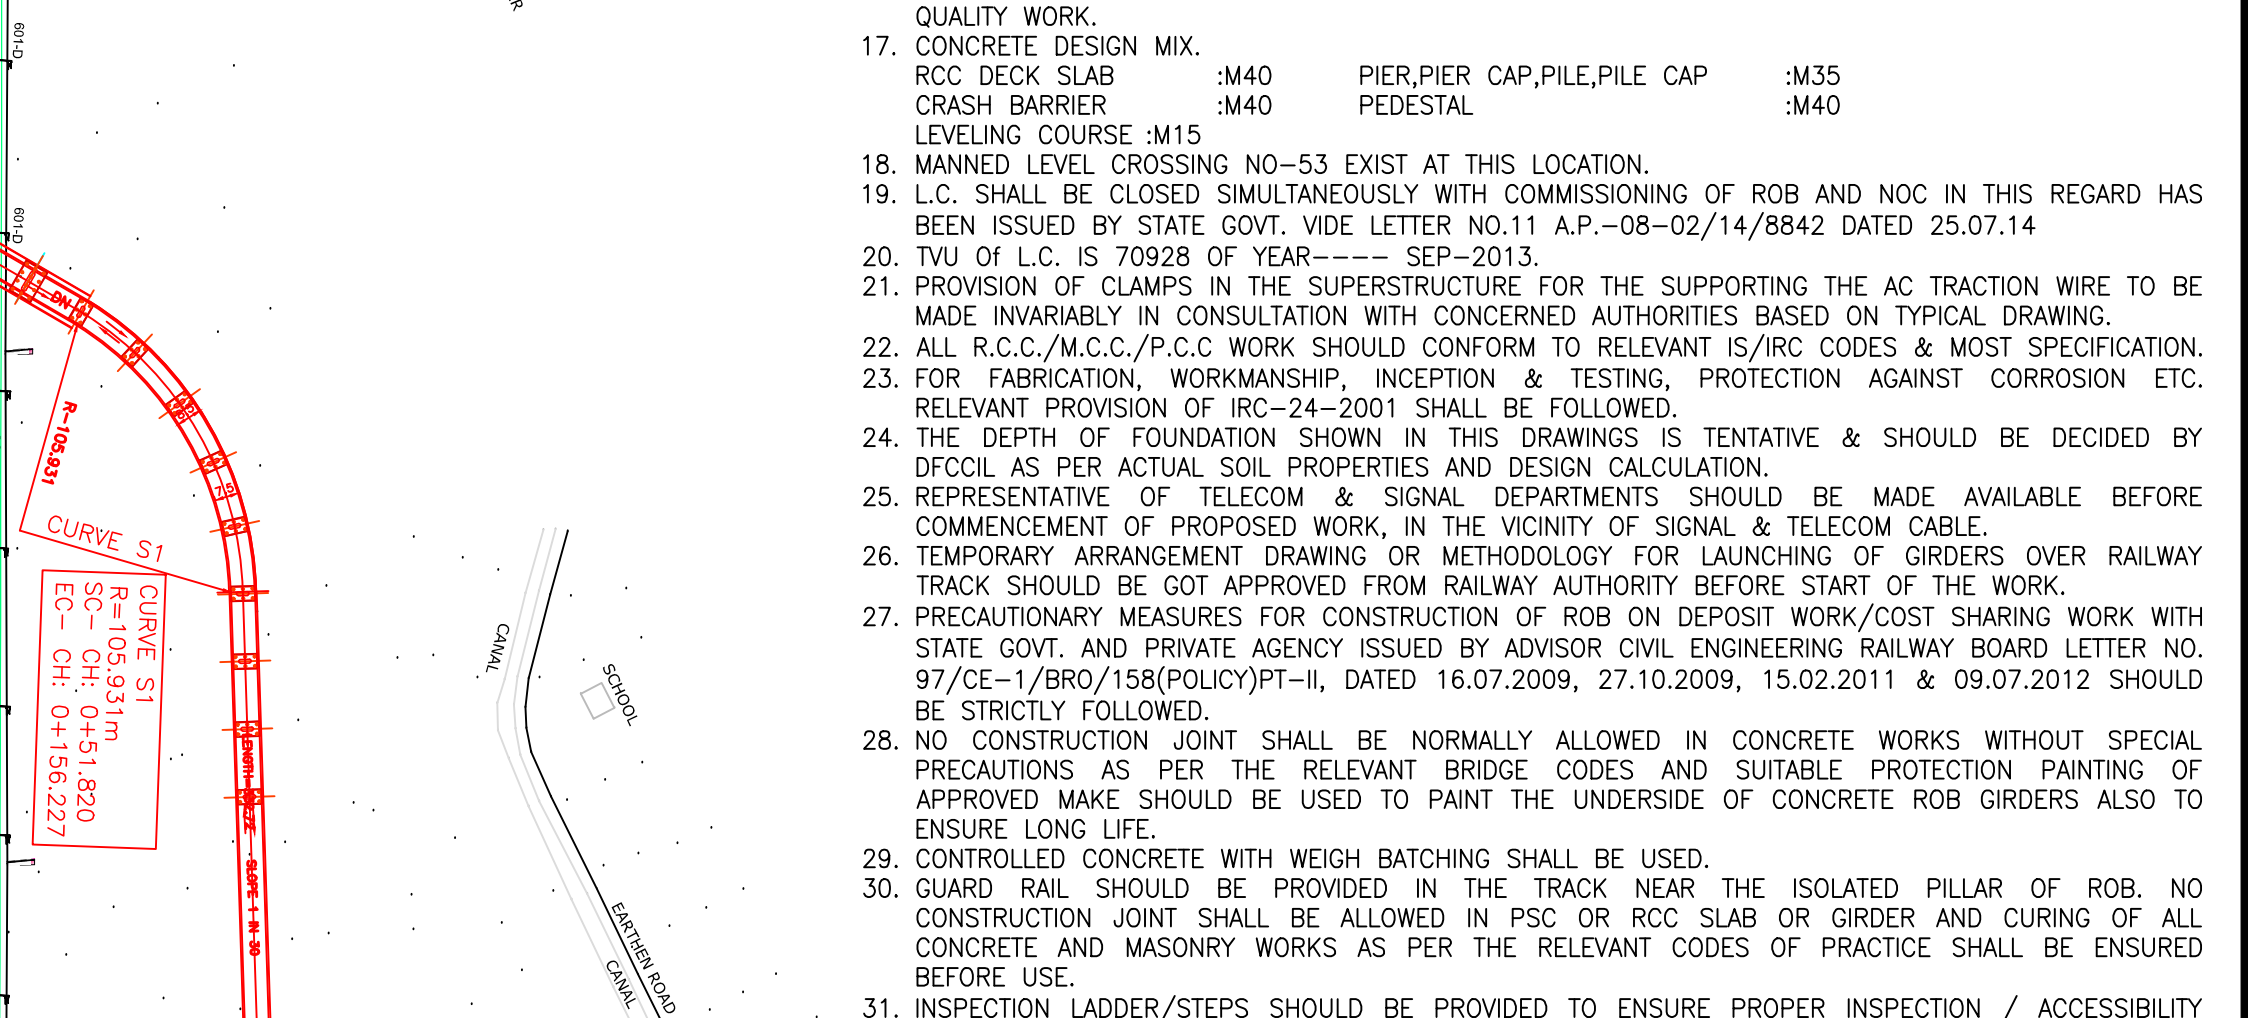 601-D
601-D
DN
R-105.931
CURVE S1
CURVE S1
R=105.931m
SC- CH: 0+51.820
EC- CH: 0+156.227
SLOPE 1 IN 30
CANAL
SCHOOL
EARTHEN ROAD
CANAL
QUALITY WORK.
17. CONCRETE DESIGN MIX.
RCC DECK SLAB :M40 PIER,PIER CAP,PILE,PILE CAP :M35
CRASH BARRIER :M40 PEDESTAL :M40
LEVELING COURSE :M15
18. MANNED LEVEL CROSSING NO-53 EXIST AT THIS LOCATION.
19. L.C. SHALL BE CLOSED SIMULTANEOUSLY WITH COMMISSIONING OF ROB AND NOC IN THIS REGARD HAS
BEEN ISSUED BY STATE GOVT. VIDE LETTER NO.11 A.P.-08-02/14/8842 DATED 25.07.14
20. TVU Of L.C. IS 70928 OF YEAR---- SEP-2013.
21. PROVISION OF CLAMPS IN THE SUPERSTRUCTURE FOR THE SUPPORTING THE AC TRACTION WIRE TO BE
MADE INVARIABLY IN CONSULTATION WITH CONCERNED AUTHORITIES BASED ON TYPICAL DRAWING.
22. ALL R.C.C./M.C.C./P.C.C WORK SHOULD CONFORM TO RELEVANT IS/IRC CODES & MOST SPECIFICATION.
23. FOR FABRICATION, WORKMANSHIP, INCEPTION & TESTING, PROTECTION AGAINST CORROSION ETC.
RELEVANT PROVISION OF IRC-24-2001 SHALL BE FOLLOWED.
24. THE DEPTH OF FOUNDATION SHOWN IN THIS DRAWINGS IS TENTATIVE & SHOULD BE DECIDED BY
DFCCIL AS PER ACTUAL SOIL PROPERTIES AND DESIGN CALCULATION.
25. REPRESENTATIVE OF TELECOM & SIGNAL DEPARTMENTS SHOULD BE MADE AVAILABLE BEFORE
COMMENCEMENT OF PROPOSED WORK, IN THE VICINITY OF SIGNAL & TELECOM CABLE.
26. TEMPORARY ARRANGEMENT DRAWING OR METHODOLOGY FOR LAUNCHING OF GIRDERS OVER RAILWAY
TRACK SHOULD BE GOT APPROVED FROM RAILWAY AUTHORITY BEFORE START OF THE WORK.
27. PRECAUTIONARY MEASURES FOR CONSTRUCTION OF ROB ON DEPOSIT WORK/COST SHARING WORK WITH
STATE GOVT. AND PRIVATE AGENCY ISSUED BY ADVISOR CIVIL ENGINEERING RAILWAY BOARD LETTER NO.
97/CE-1/BRO/158(POLICY)PT-II, DATED 16.07.2009, 27.10.2009, 15.02.2011 & 09.07.2012 SHOULD
BE STRICTLY FOLLOWED.
28. NO CONSTRUCTION JOINT SHALL BE NORMALLY ALLOWED IN CONCRETE WORKS WITHOUT SPECIAL
PRECAUTIONS AS PER THE RELEVANT BRIDGE CODES AND SUITABLE PROTECTION PAINTING OF
APPROVED MAKE SHOULD BE USED TO PAINT THE UNDERSIDE OF CONCRETE ROB GIRDERS ALSO TO
ENSURE LONG LIFE.
29. CONTROLLED CONCRETE WITH WEIGH BATCHING SHALL BE USED.
30. GUARD RAIL SHOULD BE PROVIDED IN THE TRACK NEAR THE ISOLATED PILLAR OF ROB. NO
CONSTRUCTION JOINT SHALL BE ALLOWED IN PSC OR RCC SLAB OR GIRDER AND CURING OF ALL
CONCRETE AND MASONRY WORKS AS PER THE RELEVANT CODES OF PRACTICE SHALL BE ENSURED
BEFORE USE.
31. INSPECTION LADDER/STEPS SHOULD BE PROVIDED TO ENSURE PROPER INSPECTION / ACCESSIBILITY